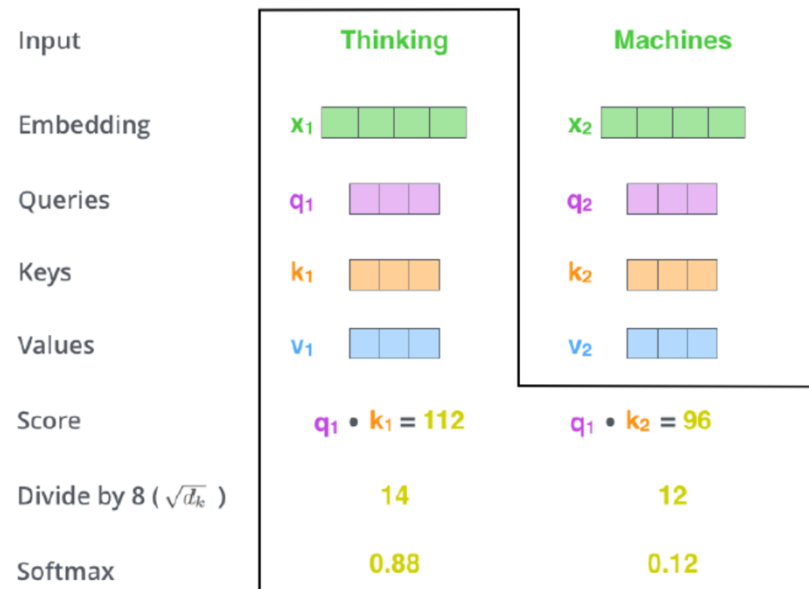 Input Thinking Machines
Embedding x₁ x₂
Queries q₁ q₂
Keys k₁ k₂
Values v₁ v₂
Score q₁ • k₁ = 112 q₁ • k₂ = 96
Divide by 8 ( √dₖ ) 14 12
Softmax 0.88 0.12